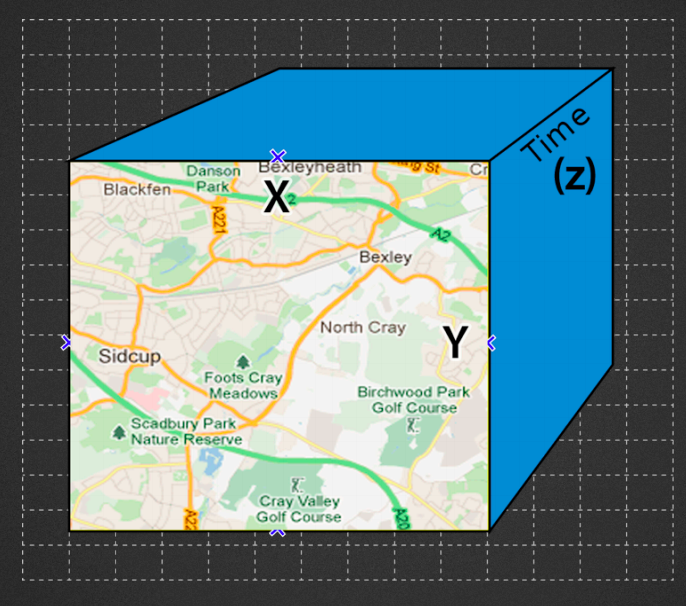 Time
(z)
Bexleyheath
Danson
Park
Blackfen
X
A221
A2
Bexley
North Cray
Y
Sidcup
Foots Cray
Meadows
Birchwood Park
Golf Course
Scadbury Park
Nature Reserve
Cray Valley
Golf Course
A20